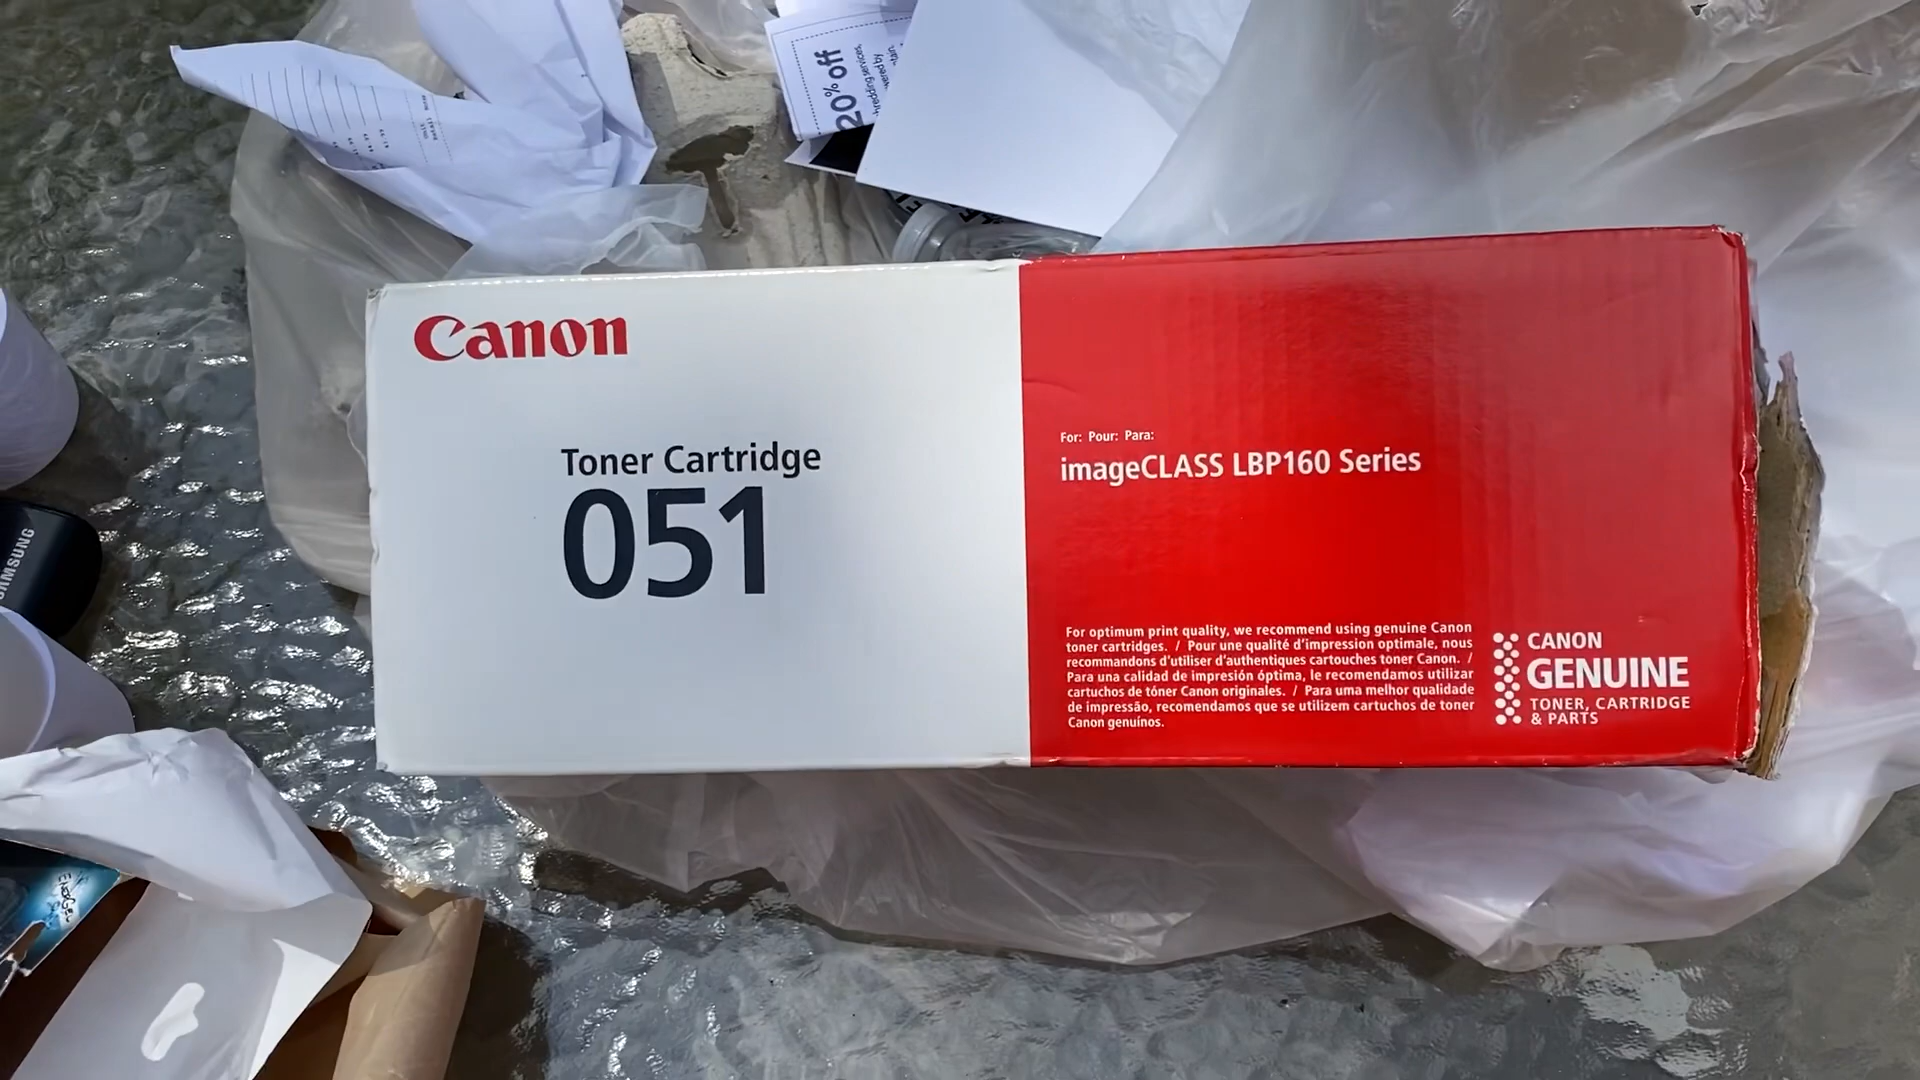 20% off
hredding services,
Canon
Toner Cartridge
051
For: Pour: Para:
imageCLASS LBP160 Series
For optimum print quality, we recommend using genuine Canon
toner cartridges. / Pour une qualité d'impression optimale, nous
recommandons d'utiliser d'authentiques cartouches toner Canon. /
Para una calidad de impresión óptima, le recomendamos utilizar
cartuchos de tóner Canon originales. / Para uma melhor qualidade
de impressão, recomendamos que se utilizem cartuchos de toner
Canon genuínos.
CANON
GENUINE
TONER, CARTRIDGE
& PARTS
AMSUNG